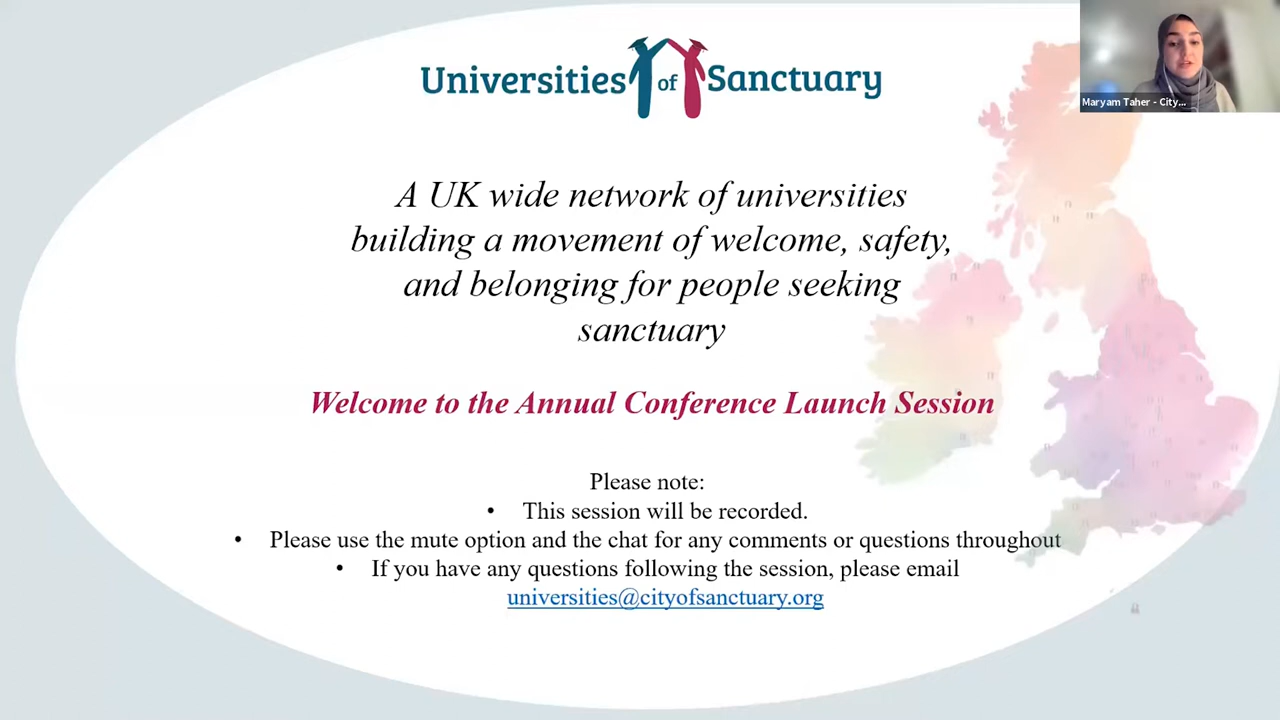 Universities of Sanctuary
Maryam Taher - City...
A UK wide network of universities
building a movement of welcome, safety,
and belonging for people seeking
sanctuary
Welcome to the Annual Conference Launch Session
Please note:
• This session will be recorded.
• Please use the mute option and the chat for any comments or questions throughout
• If you have any questions following the session, please email
universities@cityofsanctuary.org